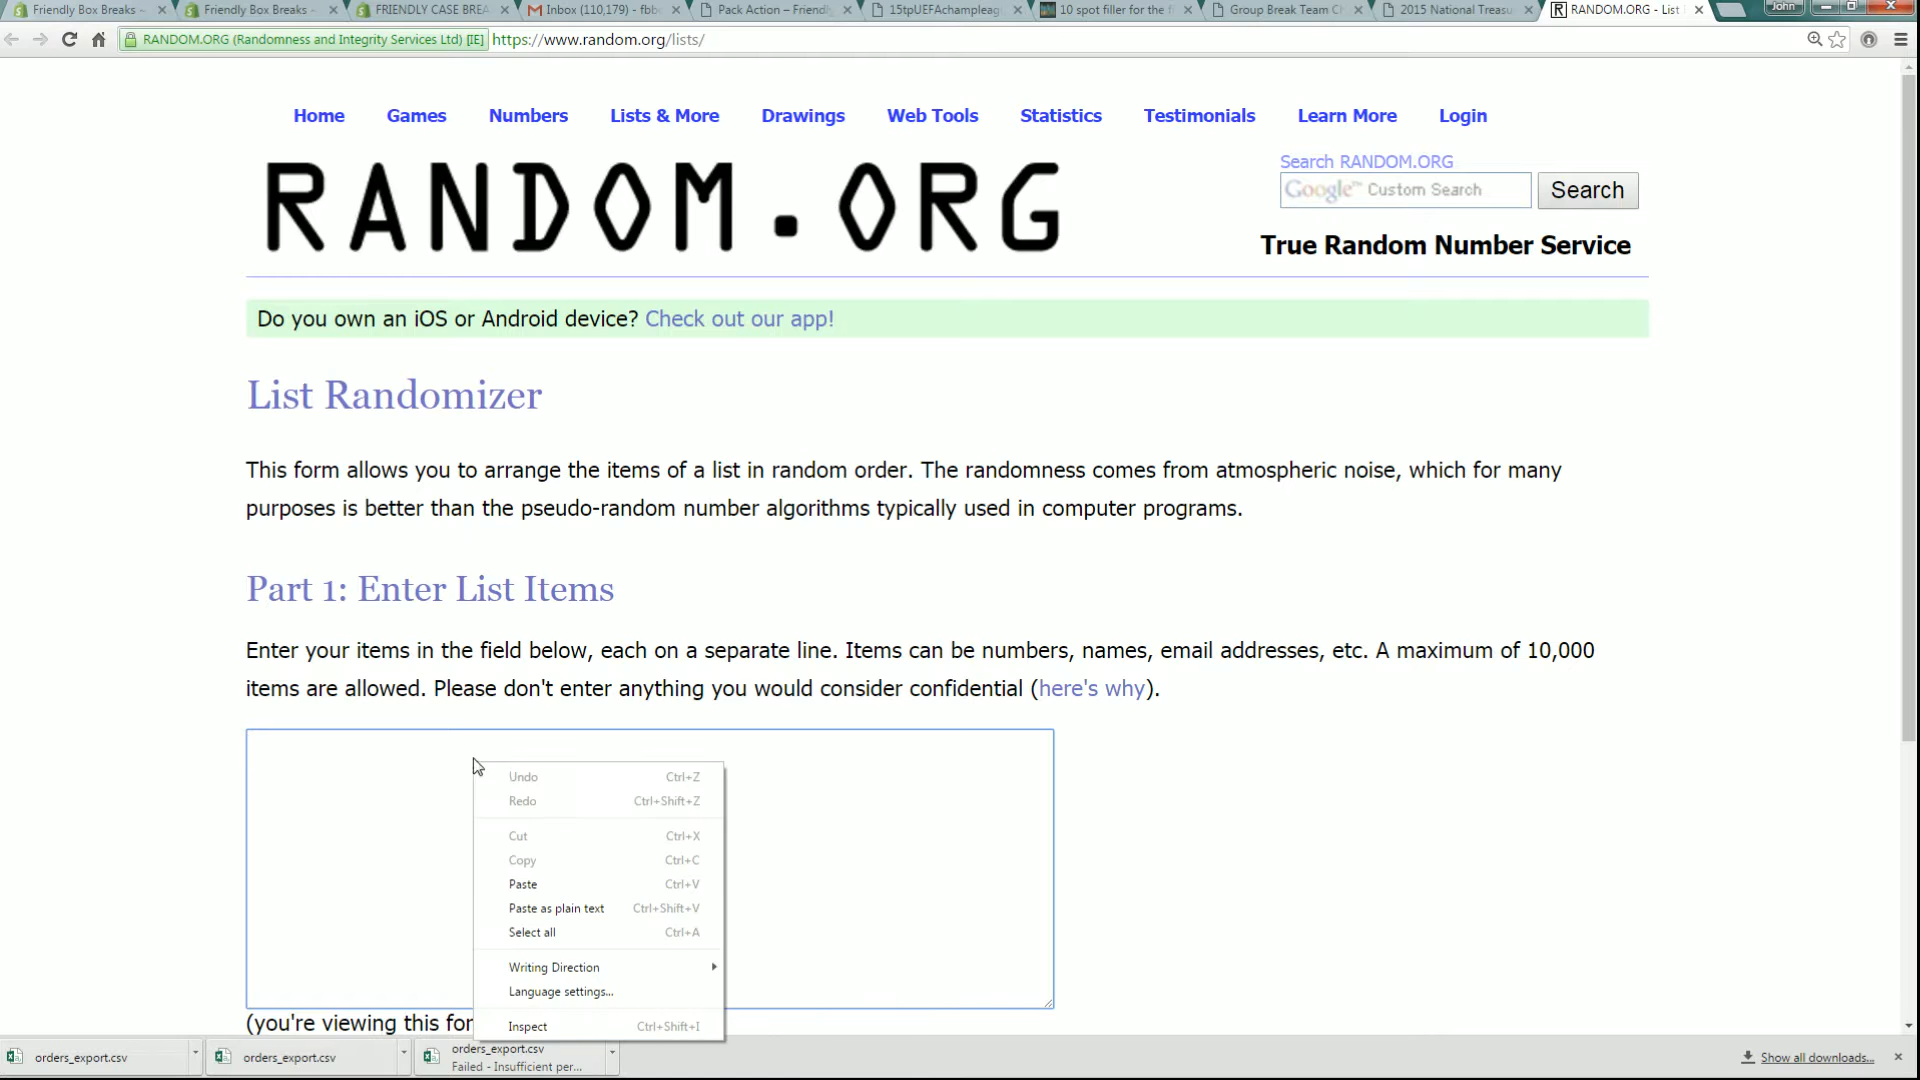 Friendly Box Breaks -
Friendly Box Breaks -
FRIENDLY CASE BREA
Inbox (110,179) - fbb
Pack Action – Friendl
15tpUEFAchampleag
10 spot filler for the f
Group Break Team Ch
2015 National Treasu
RANDOM.ORG - List
John
RANDOM.ORG (Randomness and Integrity Services Ltd) [IE]
https://www.random.org/lists/
Home
Games
Numbers
Lists & More
Drawings
Web Tools
Statistics
Testimonials
Learn More
Login
RANDOM.ORG
Search RANDOM.ORG
Google™ Custom Search
Search
True Random Number Service
Do you own an iOS or Android device? Check out our app!
List Randomizer
This form allows you to arrange the items of a list in random order. The randomness comes from atmospheric noise, which for many
purposes is better than the pseudo-random number algorithms typically used in computer programs.
Part 1: Enter List Items
Enter your items in the field below, each on a separate line. Items can be numbers, names, email addresses, etc. A maximum of 10,000
items are allowed. Please don't enter anything you would consider confidential (here's why).
Undo Ctrl+Z
Redo Ctrl+Shift+Z
Cut Ctrl+X
Copy Ctrl+C
Paste Ctrl+V
Paste as plain text Ctrl+Shift+V
Select all Ctrl+A
Writing Direction
Language settings...
Inspect Ctrl+Shift+I
(you're viewing this for
orders_export.csv
orders_export.csv
orders_export.csv
Failed - Insufficient per...
Show all downloads...